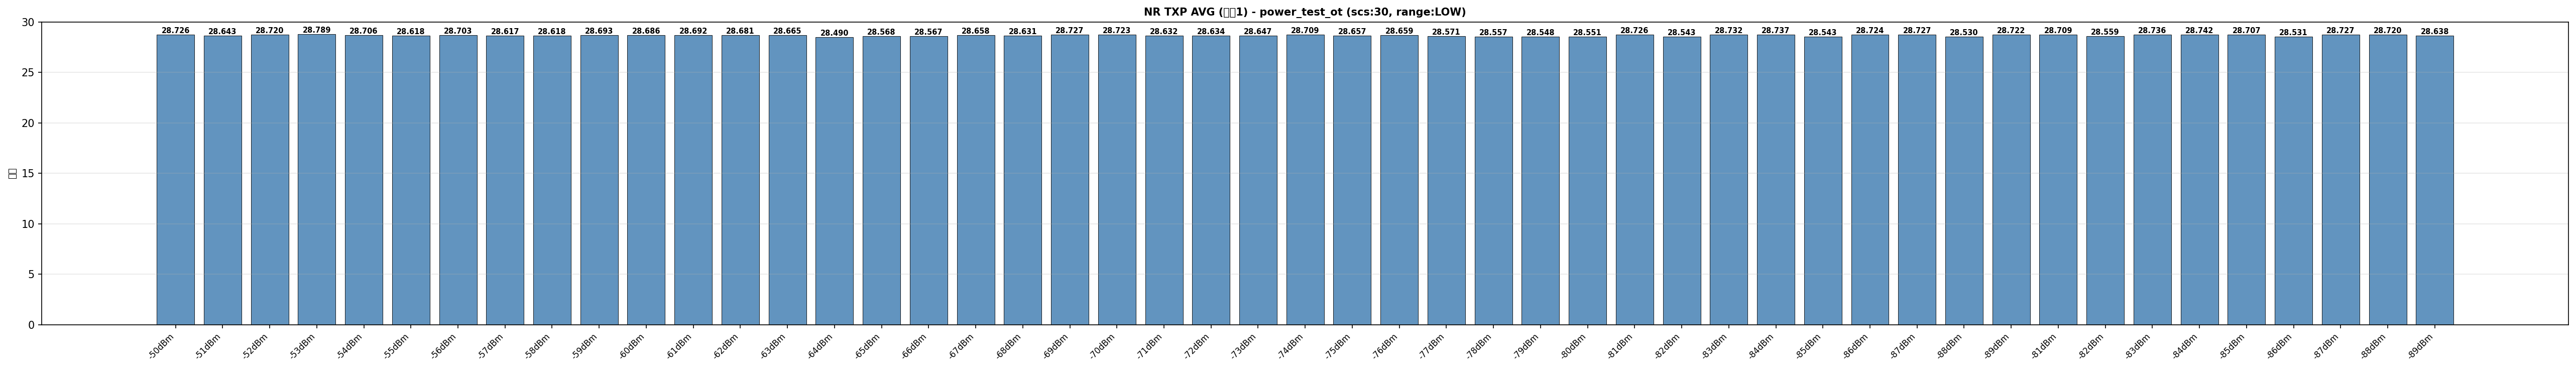 NR TXP AVG (1) - power_test_ot (scs:30, range:LOW)
30
25
20
15
10
5
0
28.726 28.643 28.720 28.789 28.706 28.618 28.703 28.617 28.618 28.693 28.686 28.692 28.681 28.665 28.490 28.568 28.567 28.658 28.631 28.727 28.723 28.632 28.634 28.647 28.709 28.657 28.659 28.571 28.557 28.548 28.551 28.726 28.543 28.732 28.737 28.543 28.724 28.727 28.530 28.722 28.709 28.559 28.736 28.742 28.707 28.531 28.727 28.720 28.638
-50dBm -51dBm -52dBm -53dBm -54dBm -55dBm -56dBm -57dBm -58dBm -59dBm -60dBm -61dBm -62dBm -63dBm -64dBm -65dBm -66dBm -67dBm -68dBm -69dBm -70dBm -71dBm -72dBm -73dBm -74dBm -75dBm -76dBm -77dBm -78dBm -79dBm -80dBm -81dBm -82dBm -83dBm -84dBm -85dBm -86dBm -87dBm -88dBm -89dBm -81dBm -82dBm -83dBm -84dBm -85dBm -86dBm -87dBm -88dBm -89dBm